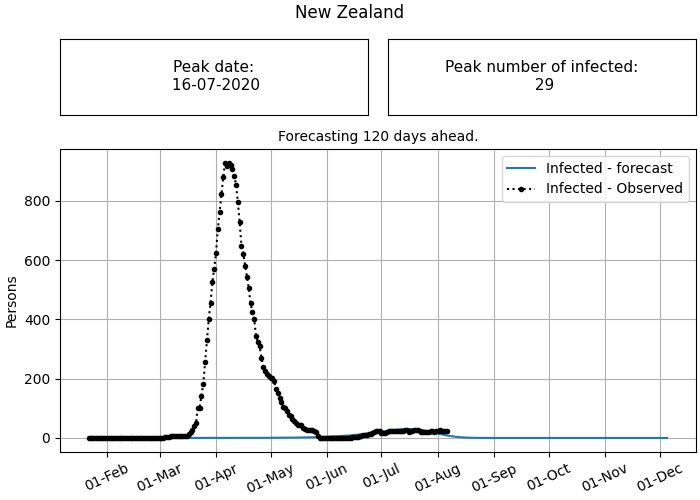 New Zealand
Peak date:
16-07-2020
Peak number of infected:
29
Forecasting 120 days ahead.
Infected - forecast
Infected - Observed
Persons
800
600
400
200
0
01-Feb
01-Mar
01-Apr
01-May
01-Jun
01-Jul
01-Aug
01-Sep
01-Oct
01-Nov
01-Dec